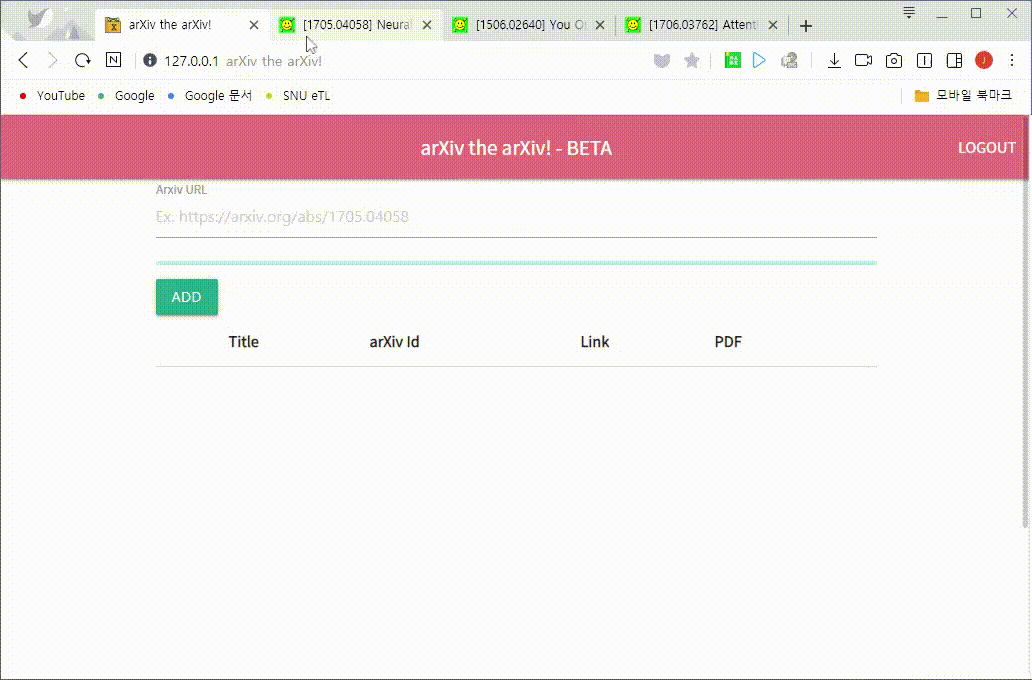 arXiv the arXiv!
[1705.04058] Neural
[1506.02640] You O
[1706.03762] Attent
N
127.0.0.1 arXiv the arXiv!
J
YouTube
Google
Google 문서
SNU eTL
모바일 북마크
arXiv the arXiv! - BETA
LOGOUT
Arxiv URL
Ex: https://arxiv.org/abs/1705.04058
ADD
Title arXiv Id Link PDF